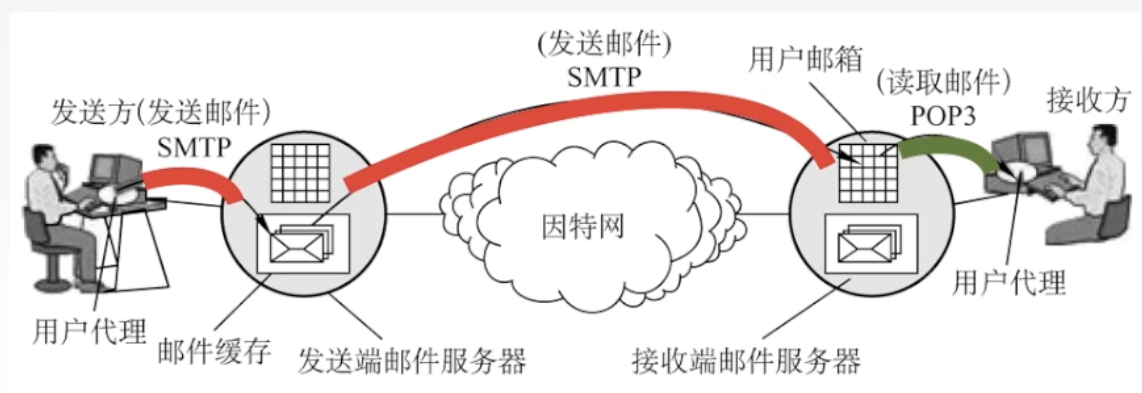 (发送邮件)
SMTP
用户邮箱
(读取邮件)
POP3
接收方
发送方(发送邮件)
SMTP
因特网
用户代理
用户代理
邮件缓存
发送端邮件服务器
接收端邮件服务器